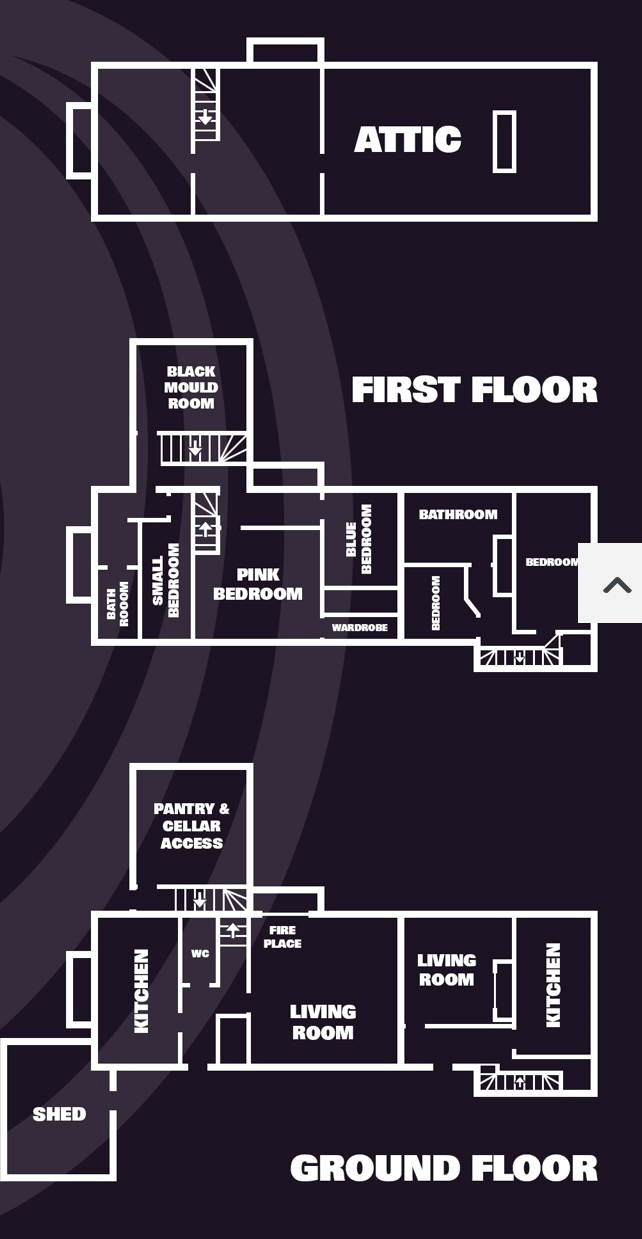 ATTIC
FIRST FLOOR
BLACK
MOULD
ROOM
BATH
ROOOM
SMALL
BEDROOM
PINK
BEDROOM
BLUE
BEDROOM
WARDROBE
BATHROOM
BEDROOM
BEDROOM
PANTRY &
CELLAR
ACCESS
KITCHEN
WC
FIRE
PLACE
LIVING
ROOM
LIVING
ROOM
KITCHEN
SHED
GROUND FLOOR